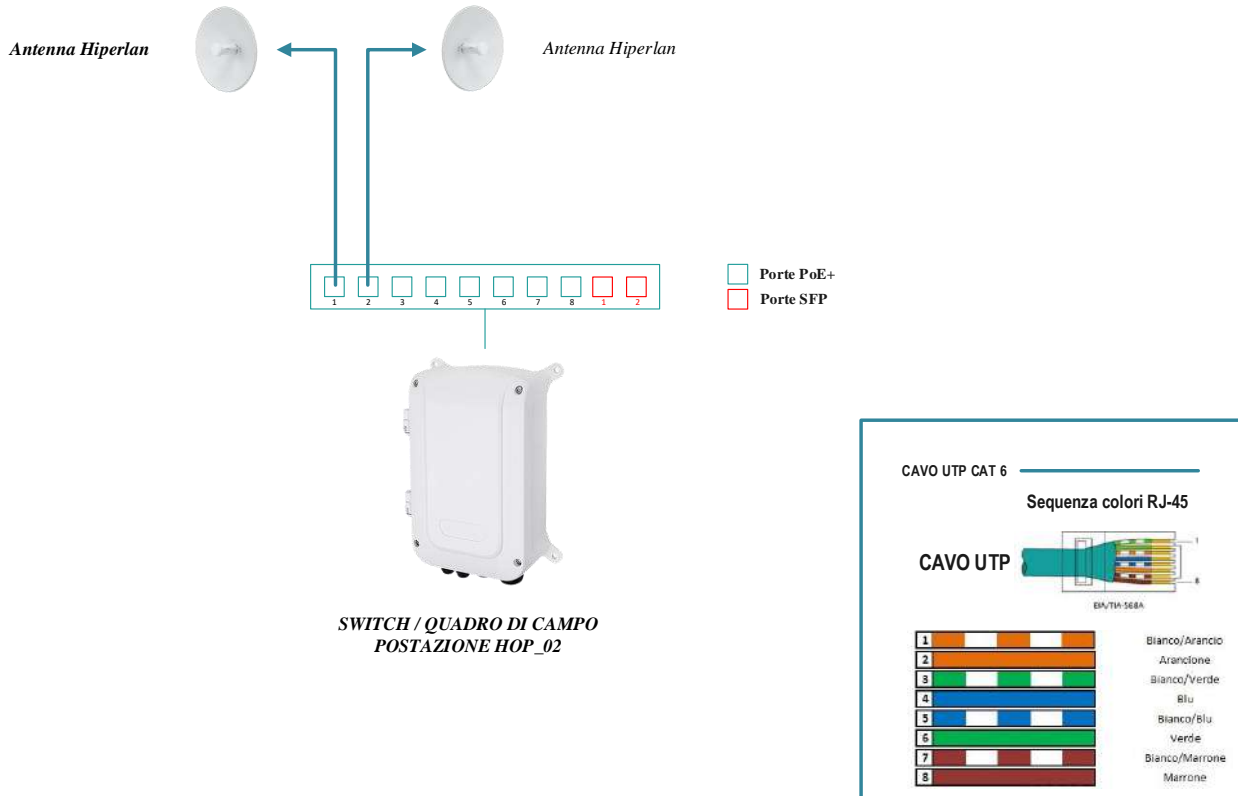 Antenna Hiperlan
Antenna Hiperlan
1 2 3 4 5 6 7 8 1 2
Porte PoE+
Porte SFP
SWITCH / QUADRO DI CAMPO
POSTAZIONE HOP_02
CAVO UTP CAT 6
Sequenza colori RJ-45
CAVO UTP
1
8
EIA/TIA-568A
1 Bianco/Arancio
2 Arancione
3 Bianco/Verde
4 Blu
5 Bianco/Blu
6 Verde
7 Bianco/Marrone
8 Marrone